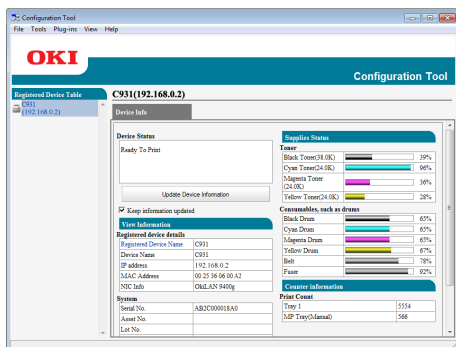 Configuration Tool
File Tools Plug-ins View Help
OKI
Configuration Tool
Registered Device Table
C931
(192.168.0.2)
C931(192.168.0.2)
Device Info
Device Status
Ready To Print
Update Device Information
Keep information updated
View Information
Registered device details
Registered Device Name C931
Device Name C931
IP address 192.168.0.2
MAC Address 00 25 36 06 00 A2
NIC Info OkiLAN 9400g
System
Serial No. AB2C000018A0
Asset No.
Lot No.
Supplies Status
Toner
Black Toner(38.0K) 39%
Cyan Toner(24.0K) 96%
Magenta Toner
(24.0K) 36%
Yellow Toner(24.0K) 28%
Consumables, such as drums
Black Drum 65%
Cyan Drum 65%
Magenta Drum 65%
Yellow Drum 67%
Belt 78%
Fuser 92%
Counter information
Print Count
Tray 1 5554
MP Tray(Manual) 566